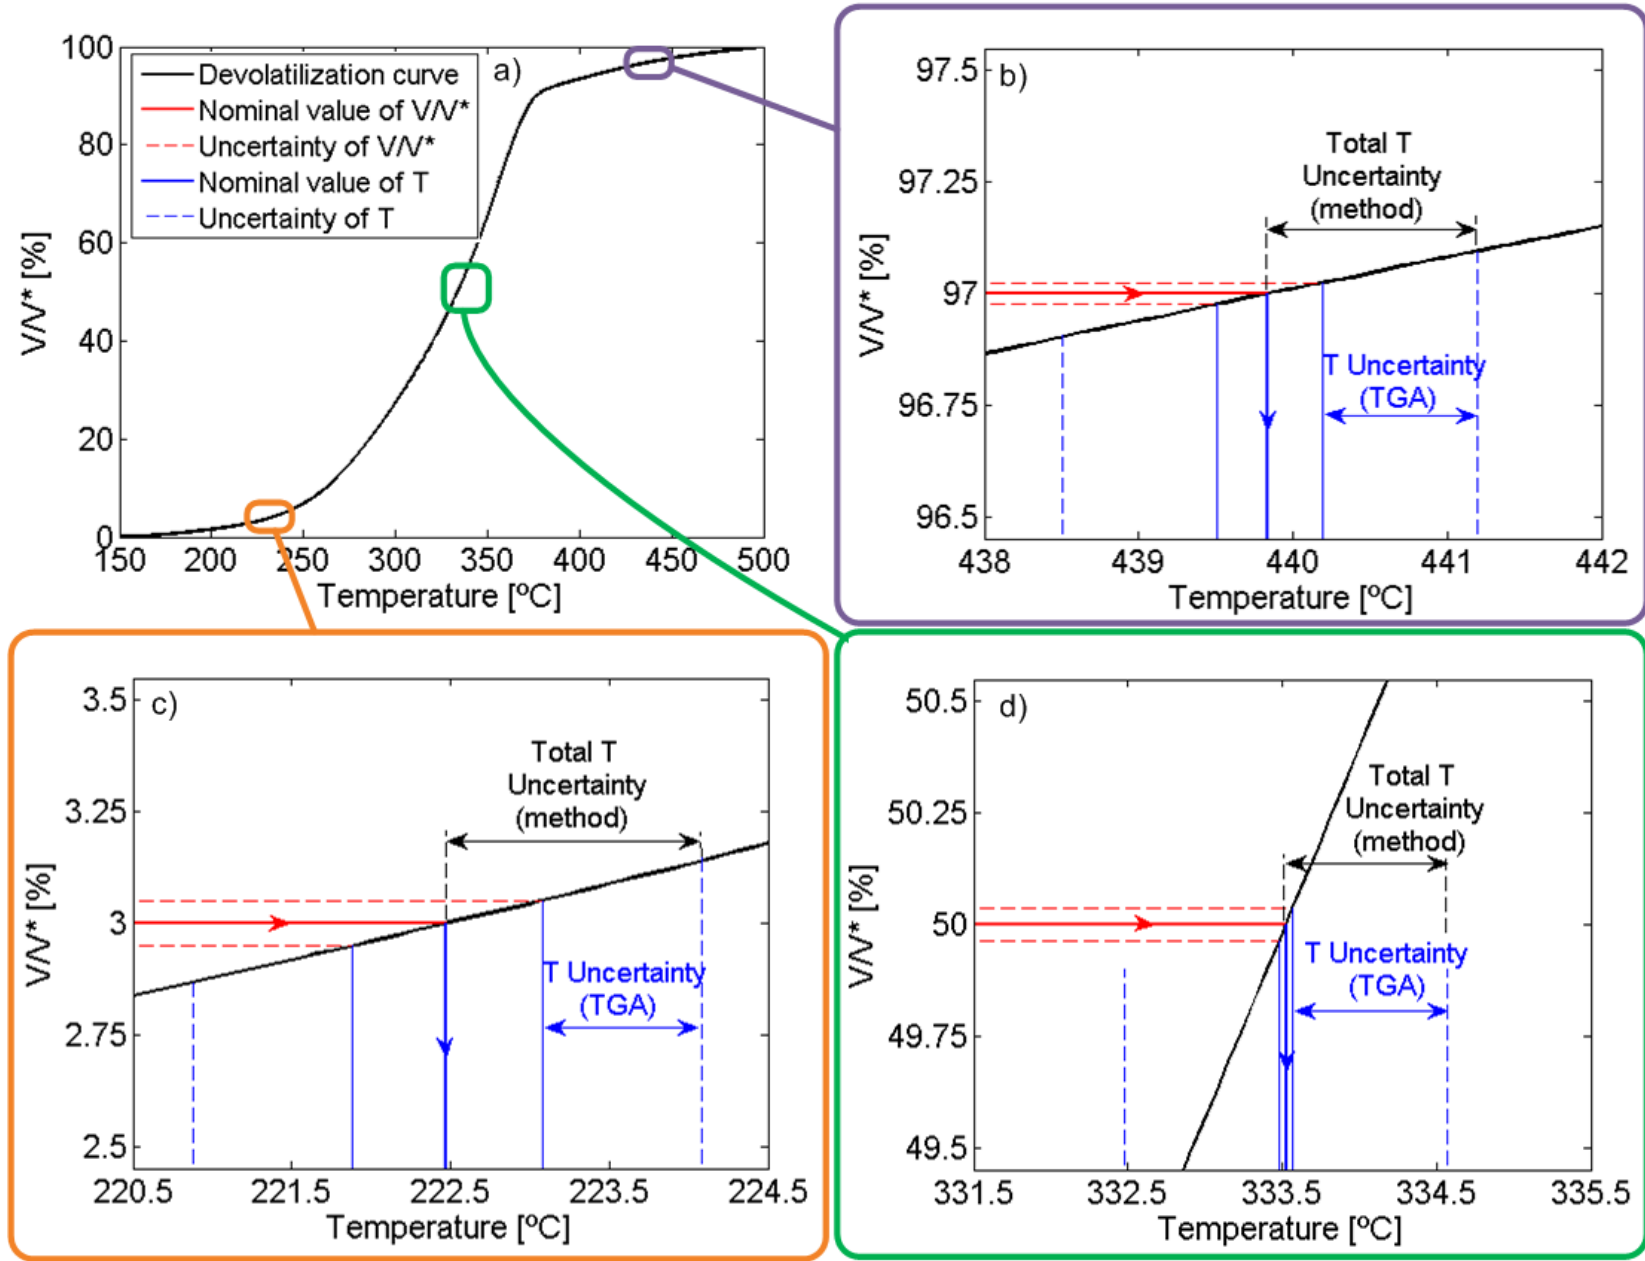 a)
Devolatilization curve
Nominal value of V/V*
Uncertainty of V/V*
Nominal value of T
Uncertainty of T
100
80
60
40
20
0
V/V* [%]
150 200 250 300 350 400 450 500
Temperature [ºC]
b)
97.5
97.25
97
96.75
96.5
V/V* [%]
Total T
Uncertainty
(method)
T Uncertainty
(TGA)
438 439 440 441 442
Temperature [ºC]
c)
3.5
3.25
3
2.75
2.5
V/V* [%]
Total T
Uncertainty
(method)
T Uncertainty
(TGA)
220.5 221.5 222.5 223.5 224.5
Temperature [ºC]
d)
50.5
50.25
50
49.75
49.5
V/V* [%]
Total T
Uncertainty
(method)
T Uncertainty
(TGA)
331.5 332.5 333.5 334.5 335.5
Temperature [ºC]